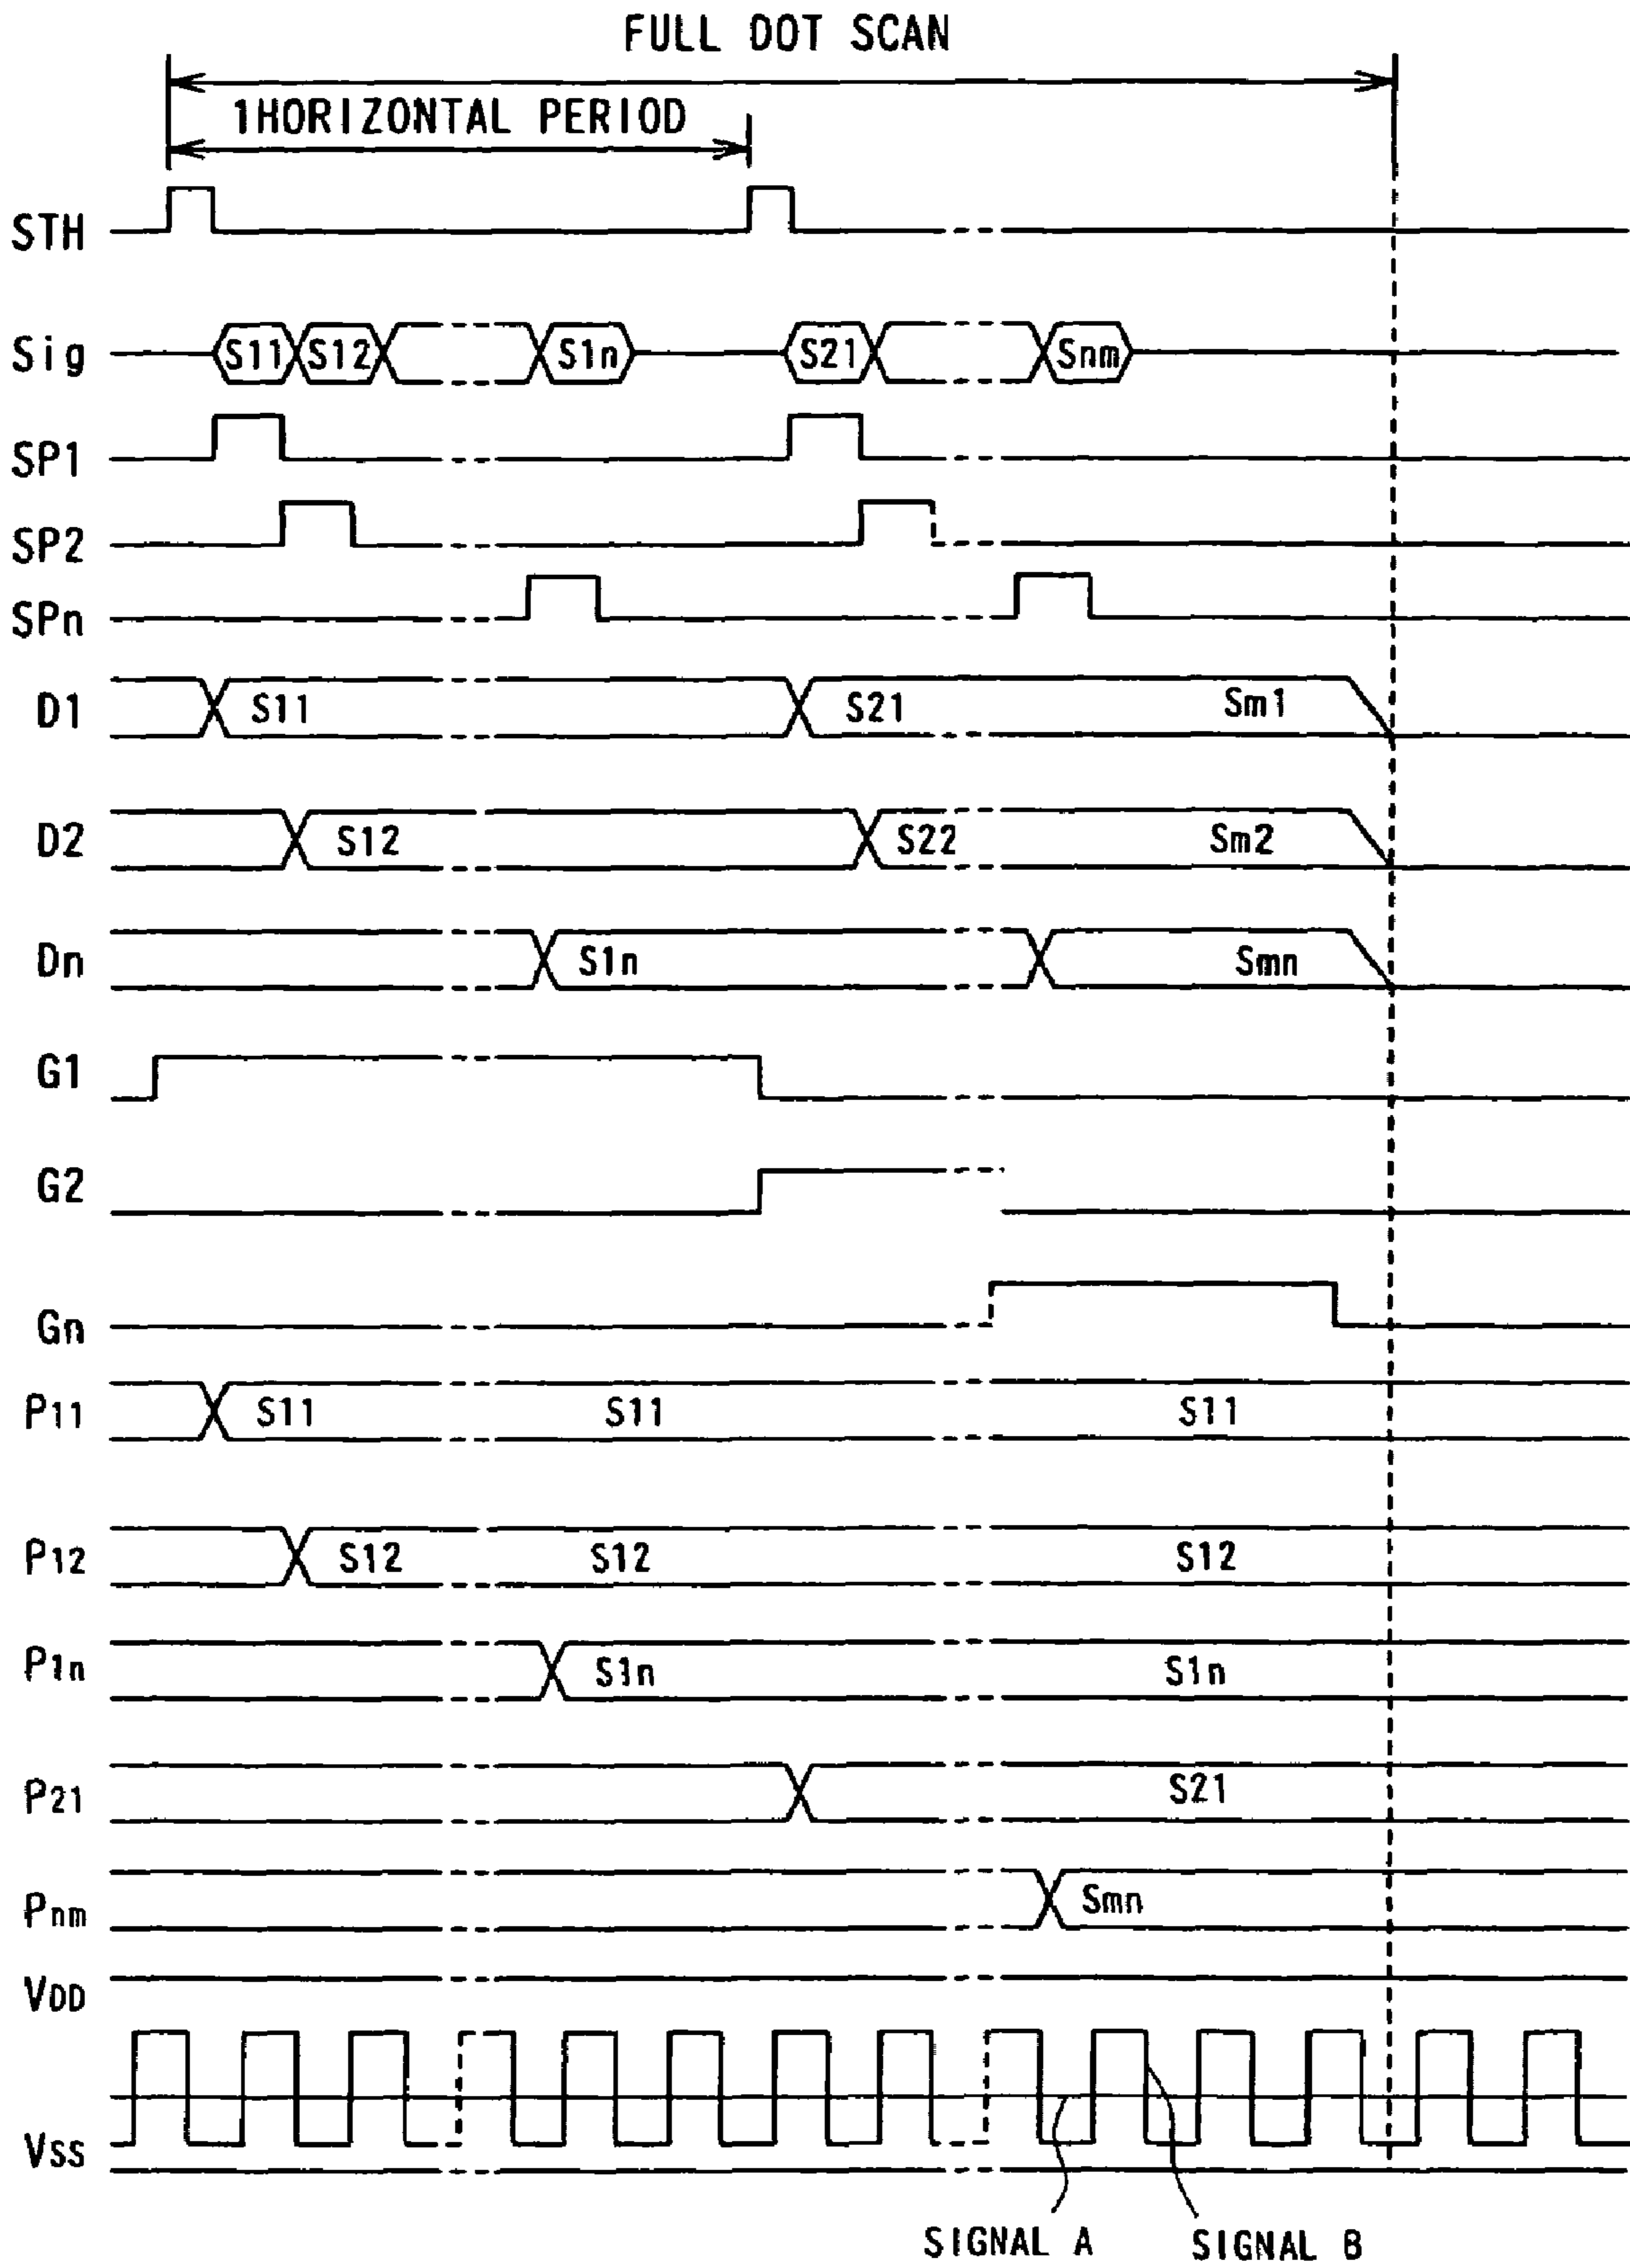 FULL DOT SCAN
1HORIZONTAL PERIOD
STH
Sig S11 S12 S1n S21 Snm
SP1
SP2
SPn
D1 S11 S21 Sm1
D2 S12 S22 Sm2
Dn S1n Smn
G1
G2
Gn
P11 S11 S11 S11
P12 S12 S12 S12
P1n S1n S1n
P21 S21
Pnm Smn
VDD
VSS
SIGNAL A SIGNAL B